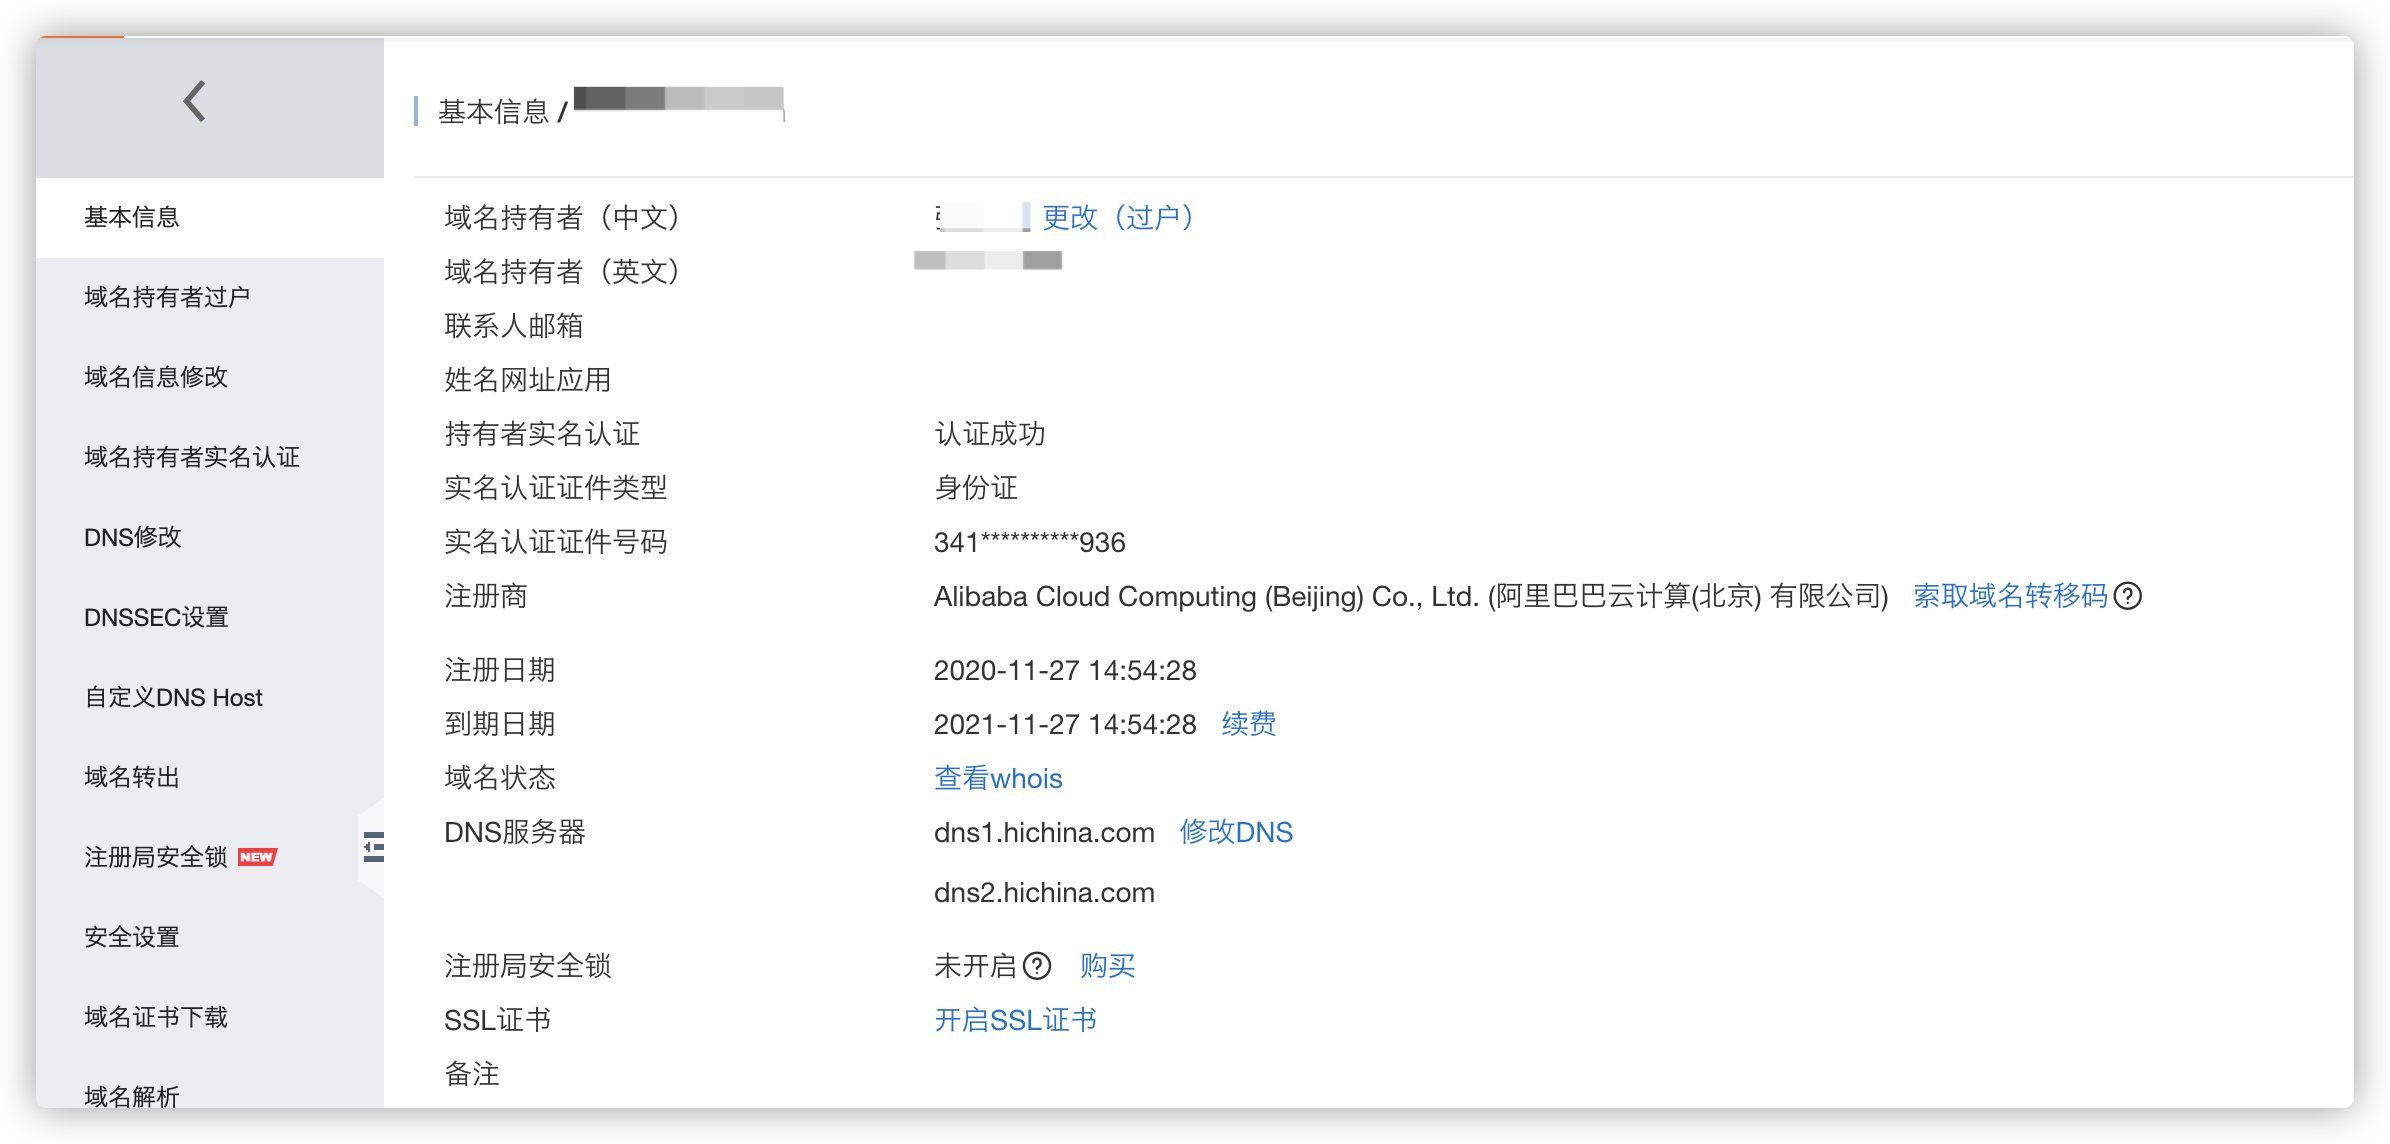 基本信息 /
基本信息
域名持有者过户
域名信息修改
域名持有者实名认证
DNS修改
DNSSEC设置
自定义DNS Host
域名转出
注册局安全锁 NEW
安全设置
域名证书下载
域名解析
域名持有者（中文） 更改（过户）
域名持有者（英文）
联系人邮箱
姓名网址应用
持有者实名认证 认证成功
实名认证证件类型 身份证
实名认证证件号码 341**********936
注册商 Alibaba Cloud Computing (Beijing) Co., Ltd. (阿里巴巴云计算(北京) 有限公司) 索取域名转移码
注册日期 2020-11-27 14:54:28
到期日期 2021-11-27 14:54:28 续费
域名状态 查看whois
DNS服务器 dns1.hichina.com 修改DNS
dns2.hichina.com
注册局安全锁 未开启 购买
SSL证书 开启SSL证书
备注